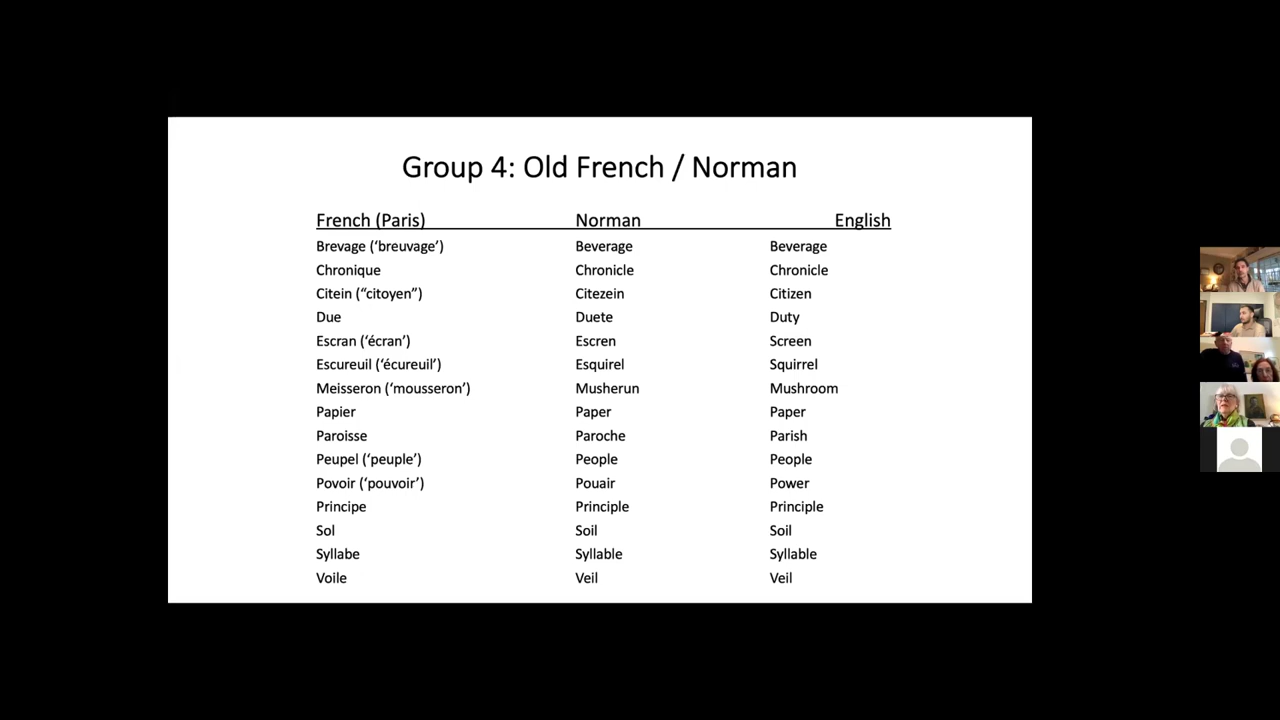 Group 4: Old French / Norman
French (Paris) Norman English
Brevage (‘breuvage’) Beverage Beverage
Chronique Chronicle Chronicle
Citein (“citoyen”) Citezein Citizen
Due Duete Duty
Escran (‘écran’) Escren Screen
Escureuil (‘écureuil’) Esquirel Squirrel
Meisseron (‘mousseron’) Musherun Mushroom
Papier Paper Paper
Paroisse Paroche Parish
Peupel (‘peuple’) People People
Povoir (‘pouvoir’) Pouair Power
Principe Principle Principle
Sol Soil Soil
Syllabe Syllable Syllable
Voile Veil Veil